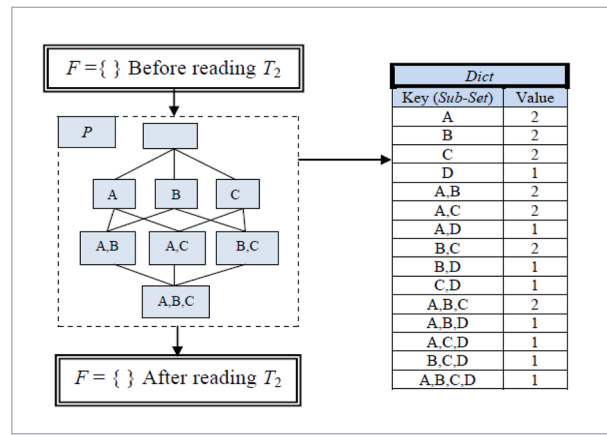 F = { } Before reading T2
P
A
B
C
A,B
A,C
B,C
A,B,C
F = { } After reading T2
Dict
Key (Sub-Set) Value
A 2
B 2
C 2
D 1
A,B 2
A,C 2
A,D 1
B,C 2
B,D 1
C,D 1
A,B,C 2
A,B,D 1
A,C,D 1
B,C,D 1
A,B,C,D 1